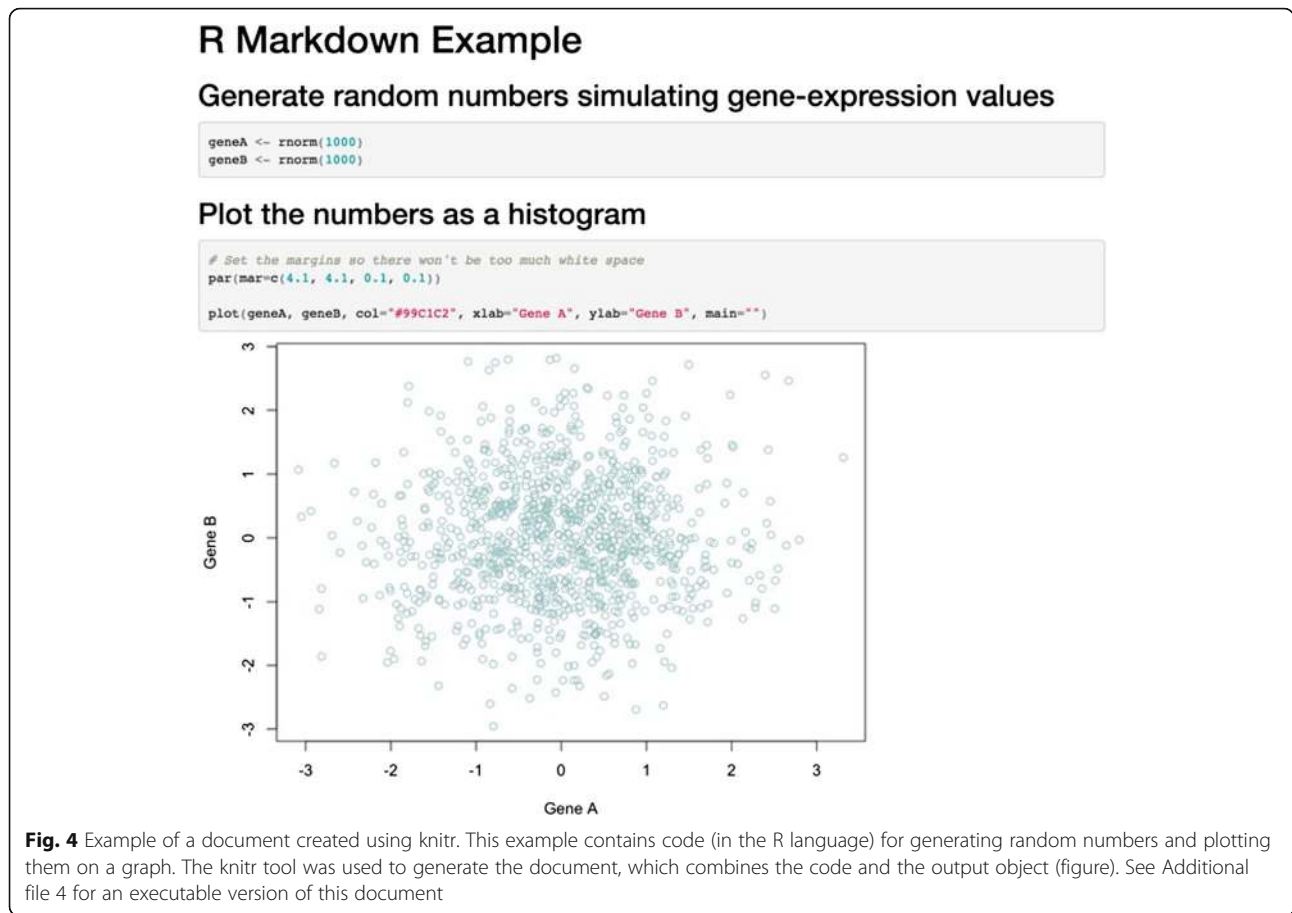 R Markdown Example
Generate random numbers simulating gene-expression values
geneA <- rnorm(1000)
geneB <- rnorm(1000)
Plot the numbers as a histogram
# Set the margins so there won't be too much white space
par(mar=c(4.1, 4.1, 0.1, 0.1))
plot(geneA, geneB, col="#99C1C2", xlab="Gene A", ylab="Gene B", main="")
3
2
1
0
-1
-2
-3
Gene B
-3 -2 -1 0 1 2 3
Gene A
Fig. 4 Example of a document created using knitr. This example contains code (in the R language) for generating random numbers and plotting
them on a graph. The knitr tool was used to generate the document, which combines the code and the output object (figure). See Additional
file 4 for an executable version of this document